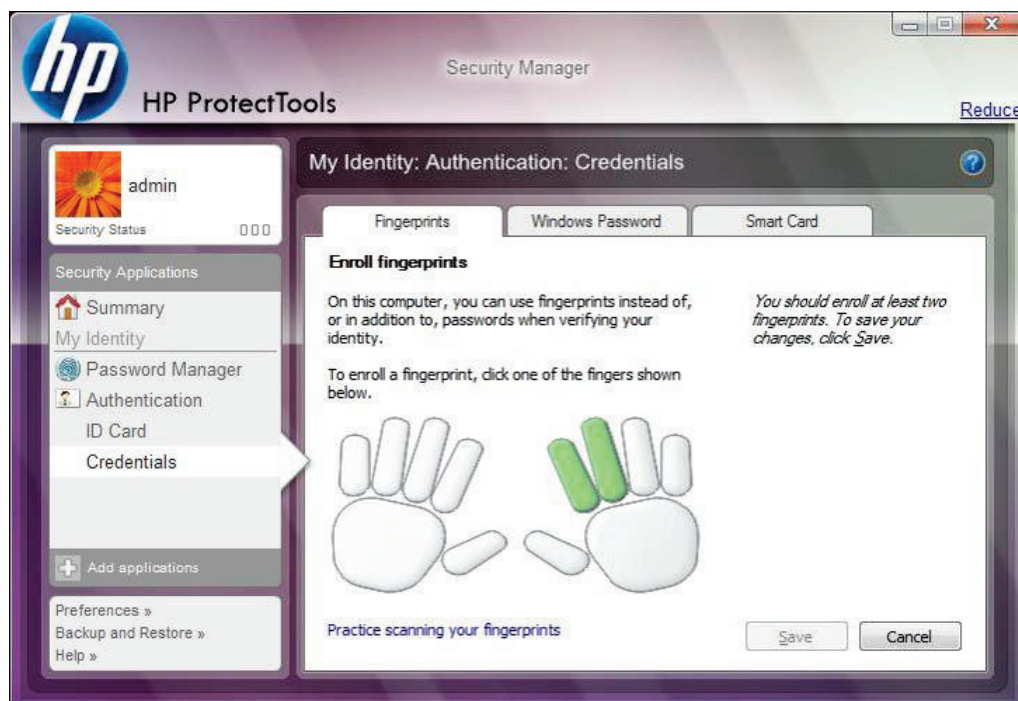 hp
Security Manager
HP ProtectTools
Reduce
admin
Security Status
My Identity: Authentication: Credentials
Security Applications
Summary
My Identity
Password Manager
Authentication
ID Card
Credentials
Add applications
Preferences »
Backup and Restore »
Help »
Fingerprints
Windows Password
Smart Card
Enroll fingerprints
On this computer, you can use fingerprints instead of,
or in addition to, passwords when verifying your
identity.
You should enroll at least two
fingerprints. To save your
changes, click Save.
To enroll a fingerprint, click one of the fingers shown
below.
Practice scanning your fingerprints
Save
Cancel